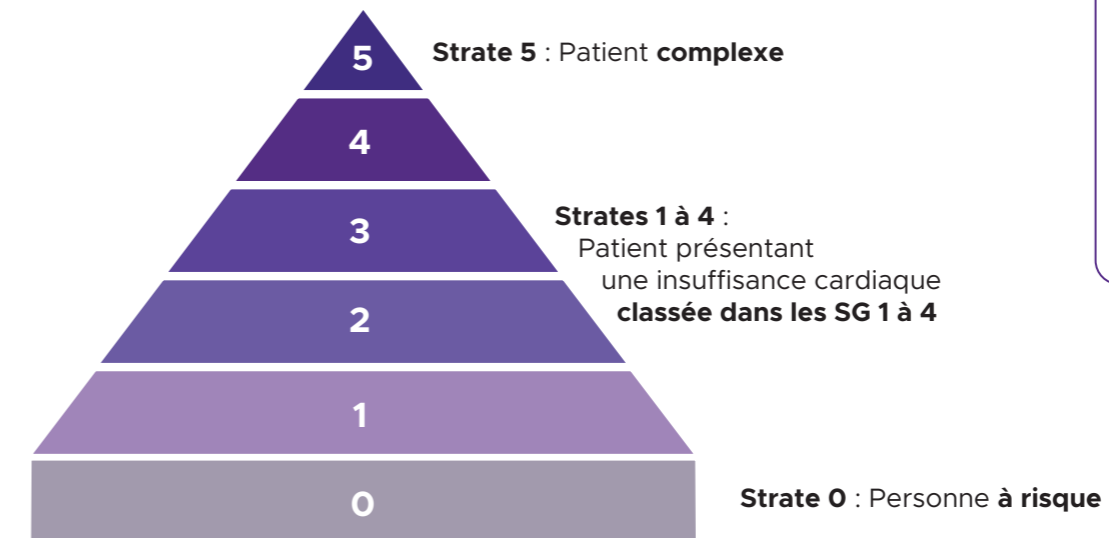 5
Strate 5 : Patient complexe
4
3
Strates 1 à 4 :
Patient présentant
une insuffisance cardiaque
classée dans les SG 1 à 4
2
1
0
Strate 0 : Personne à risque